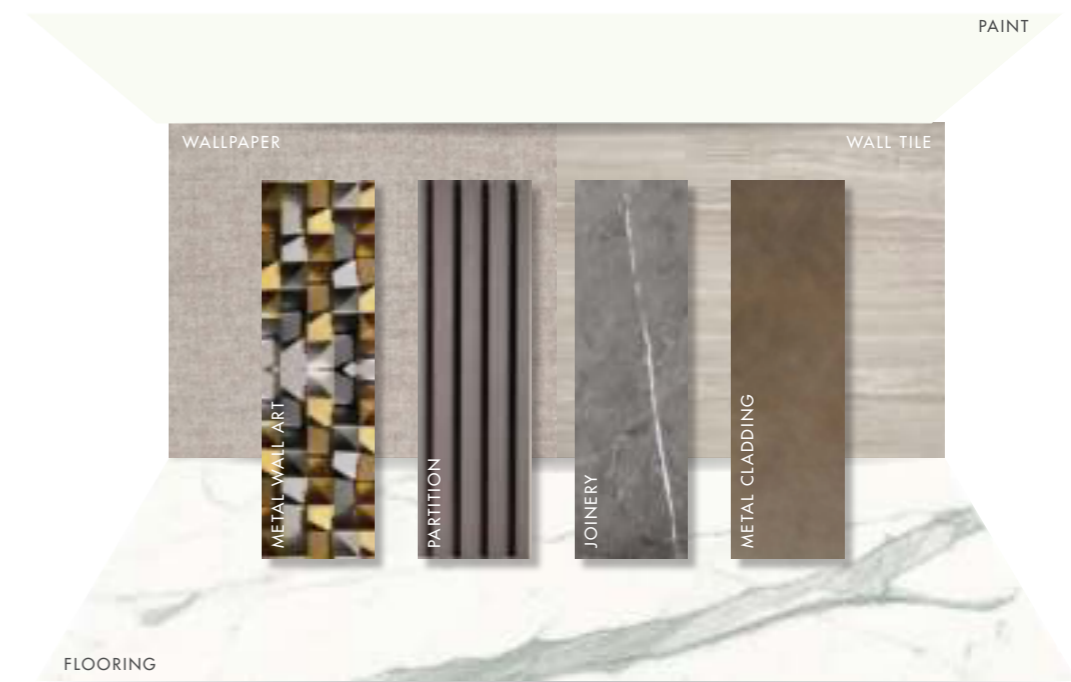 PAINT
WALLPAPER
WALL TILE
METAL WALL ART
PARTITION
JOINERY
METAL CLADDING
FLOORING